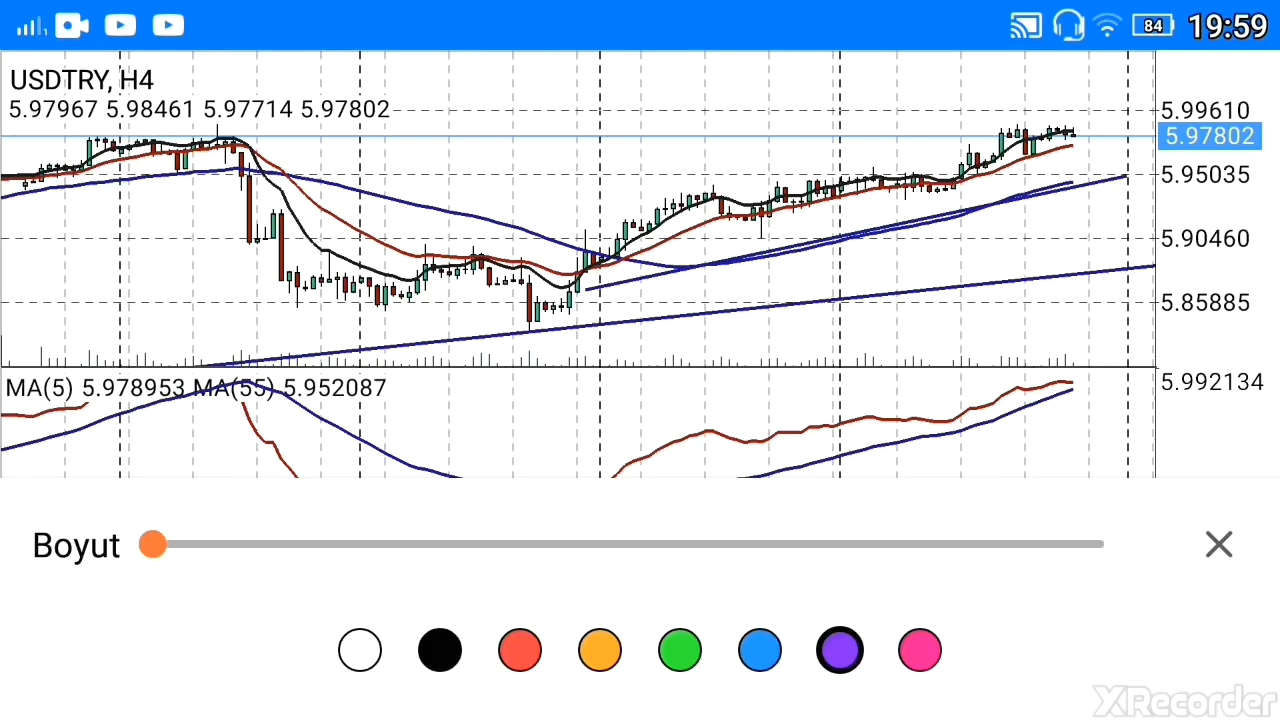 84 19:59
USDTRY, H4
5.97967 5.98461 5.97714 5.97802
5.99610
5.97802
5.95035
5.90460
5.85885
MA(5) 5.978953 MA(55) 5.952087
5.992134
Boyut
XRecorder